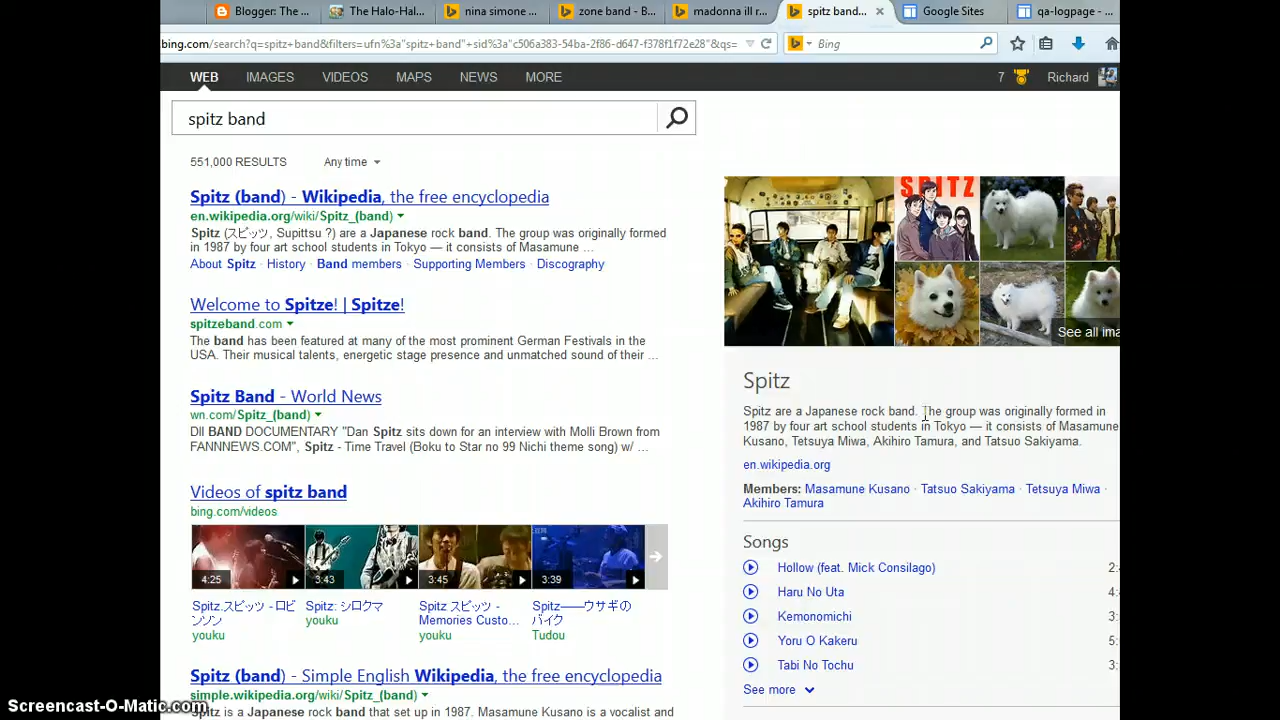 Blogger: The ...
The Halo-Hal...
nina simone ...
zone band - B...
madonna ill r...
spitz band...
Google Sites
qa-logpage - ...
bing.com/search?q=spitz+band&filters=ufn%3a"spitz+band"+sid%3a"c506a383-54ba-2f86-d647-f378f1f72e28"&qs=
Bing
WEB IMAGES VIDEOS MAPS NEWS MORE
7 Richard
spitz band
551,000 RESULTS Any time
Spitz (band) - Wikipedia, the free encyclopedia
en.wikipedia.org/wiki/Spitz_(band)
Spitz (スピッツ, Supittsu ?) are a Japanese rock band. The group was originally formed
in 1987 by four art school students in Tokyo — it consists of Masamune ...
About Spitz · History · Band members · Supporting Members · Discography
Welcome to Spitze! | Spitze!
spitzeband.com
The band has been featured at many of the most prominent German Festivals in the
USA. Their musical talents, energetic stage presence and unmatched sound of their ...
Spitz Band - World News
wn.com/Spitz_(band)
DII BAND DOCUMENTARY "Dan Spitz sits down for an interview with Molli Brown from
FANNNEWS.COM", Spitz - Time Travel (Boku to Star no 99 Nichi theme song) w/ ...
Videos of spitz band
bing.com/videos
4:25
3:43
3:45
3:39
Spitz.スピッツ - ロビ
ンソン
youku
Spitz: シロクマ
youku
Spitz スピッツ -
Memories Custo...
youku
Spitz——ウサギの
バイク
Tudou
Spitz (band) - Simple English Wikipedia, the free encyclopedia
simple.wikipedia.org/wiki/Spitz_(band)
Spitz is a Japanese rock band that set up in 1987. Masamune Kusano is a vocalist and
SPITZ
See all ima
Spitz
Spitz are a Japanese rock band. The group was originally formed in
1987 by four art school students in Tokyo — it consists of Masamune
Kusano, Tetsuya Miwa, Akihiro Tamura, and Tatsuo Sakiyama.
en.wikipedia.org
Members: Masamune Kusano · Tatsuo Sakiyama · Tetsuya Miwa ·
Akihiro Tamura
Songs
Hollow (feat. Mick Consilago) 2:
Haru No Uta 4:
Kemonomichi 3:
Yoru O Kakeru 5:
Tabi No Tochu 3:
See more
Screencast-O-Matic.com